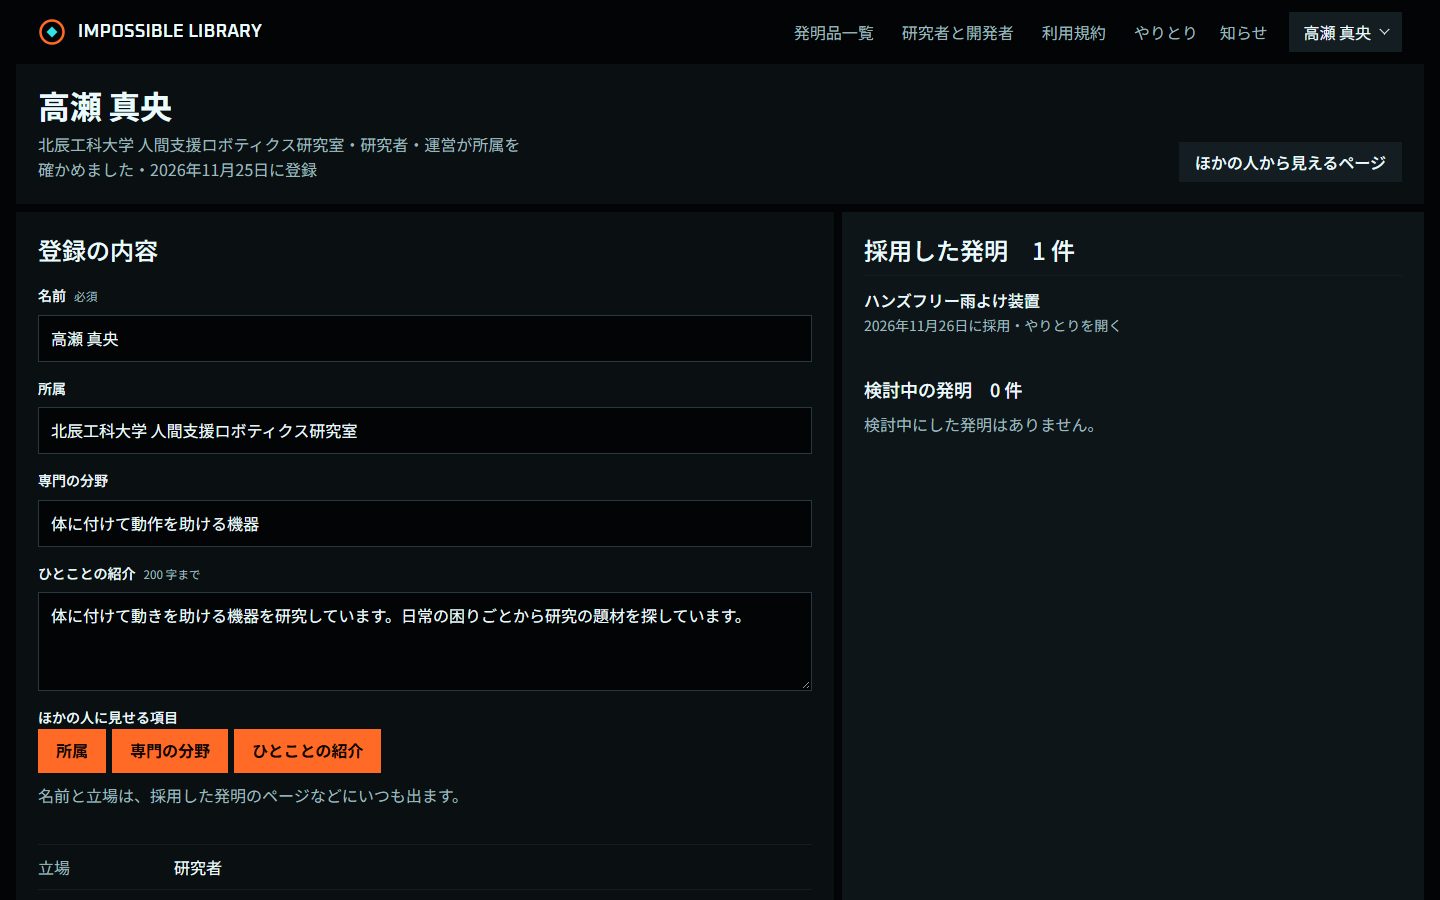 IMPOSSIBLE LIBRARY
発明品一覧
研究者と開発者
利用規約
やりとり
知らせ
高瀬 真央
高瀬 真央
北辰工科大学 人間支援ロボティクス研究室・研究者・運営が所属を
確かめました・2026年11月25日に登録
ほかの人から見えるページ
登録の内容
名前 必須
高瀬 真央
所属
北辰工科大学 人間支援ロボティクス研究室
専門の分野
体に付けて動作を助ける機器
ひとことの紹介 200 字まで
体に付けて動きを助ける機器を研究しています。日常の困りごとから研究の題材を探しています。
ほかの人に見せる項目
所属
専門の分野
ひとことの紹介
名前と立場は、採用した発明のページなどにいつも出ます。
立場 研究者
採用した発明 1 件
ハンズフリー雨よけ装置
2026年11月26日に採用・やりとりを開く
検討中の発明 0 件
検討中にした発明はありません。